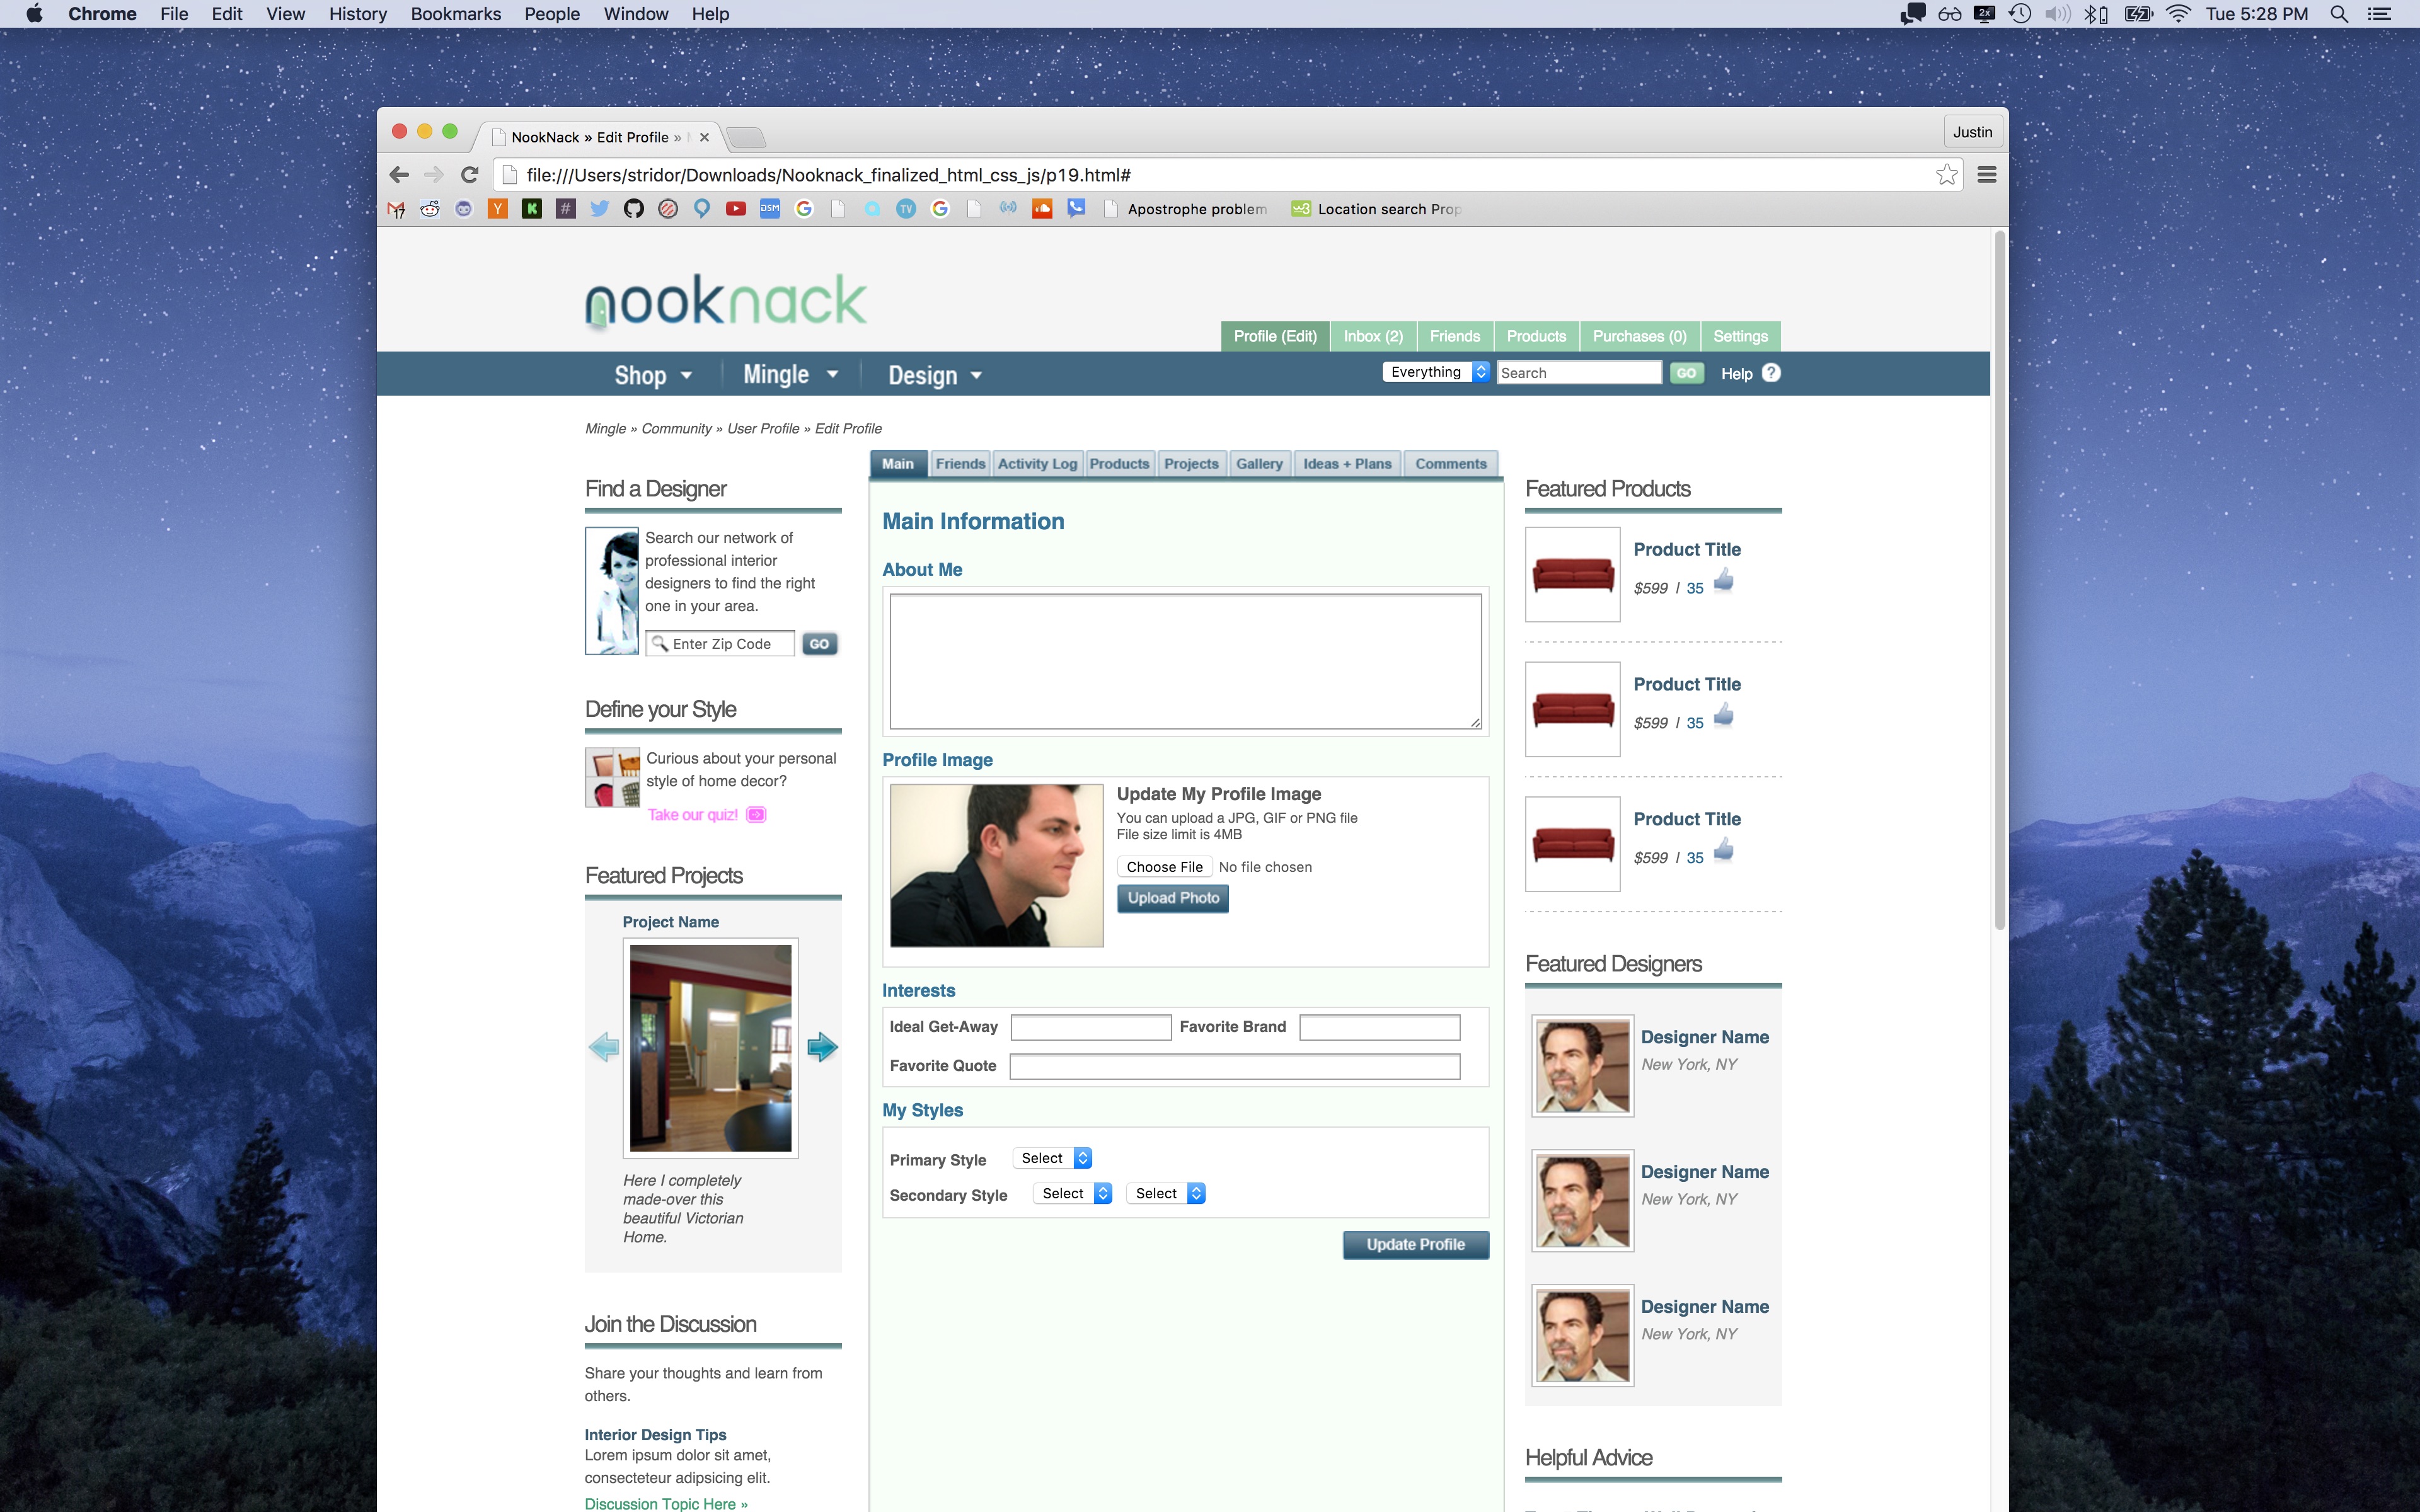 Chrome File Edit View History Bookmarks People Window Help
2x
Tue 5:28 PM
NookNack » Edit Profile »
Justin
file:///Users/stridor/Downloads/Nooknack_finalized_html_css_js/p19.html#
17 Y K # DSM G TV G
Apostrophe problem
w3 Location search Prop
nooknack
Profile (Edit) Inbox (2) Friends Products Purchases (0) Settings
Shop Mingle Design
Everything Search GO Help ?
Mingle » Community » User Profile » Edit Profile
Find a Designer
Search our network of
professional interior
designers to find the right
one in your area.
Enter Zip Code GO
Define your Style
Curious about your personal
style of home decor?
Take our quiz!
Featured Projects
Project Name
Here I completely
made-over this
beautiful Victorian
Home.
Join the Discussion
Share your thoughts and learn from
others.
Interior Design Tips
Lorem ipsum dolor sit amet,
consecteteur adipsicing elit.
Discussion Topic Here »
Main Friends Activity Log Products Projects Gallery Ideas + Plans Comments
Main Information
About Me
Profile Image
Update My Profile Image
You can upload a JPG, GIF or PNG file
File size limit is 4MB
Choose File No file chosen
Upload Photo
Interests
Ideal Get-Away Favorite Brand
Favorite Quote
My Styles
Primary Style Select
Secondary Style Select Select
Update Profile
Featured Products
Product Title
$599 / 35
Product Title
$599 / 35
Product Title
$599 / 35
Featured Designers
Designer Name
New York, NY
Designer Name
New York, NY
Designer Name
New York, NY
Helpful Advice